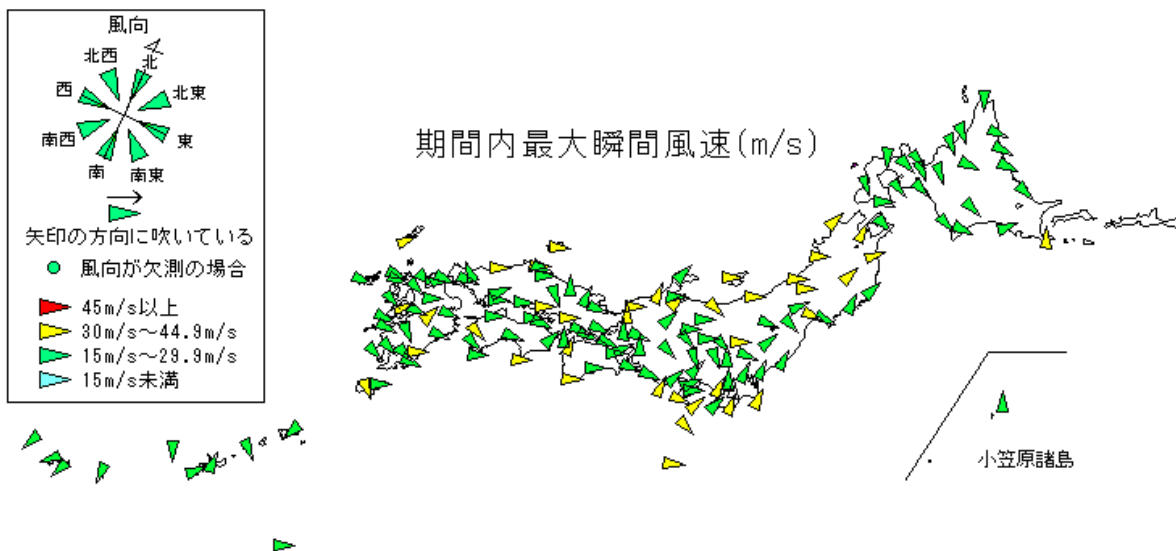 風向
北西
北
西
北東
南西
東
南
南東
矢印の方向に吹いている
風向が欠測の場合
45m/s以上
30m/s～44.9m/s
15m/s～29.9m/s
15m/s未満
期間内最大瞬間風速(m/s)
小笠原諸島